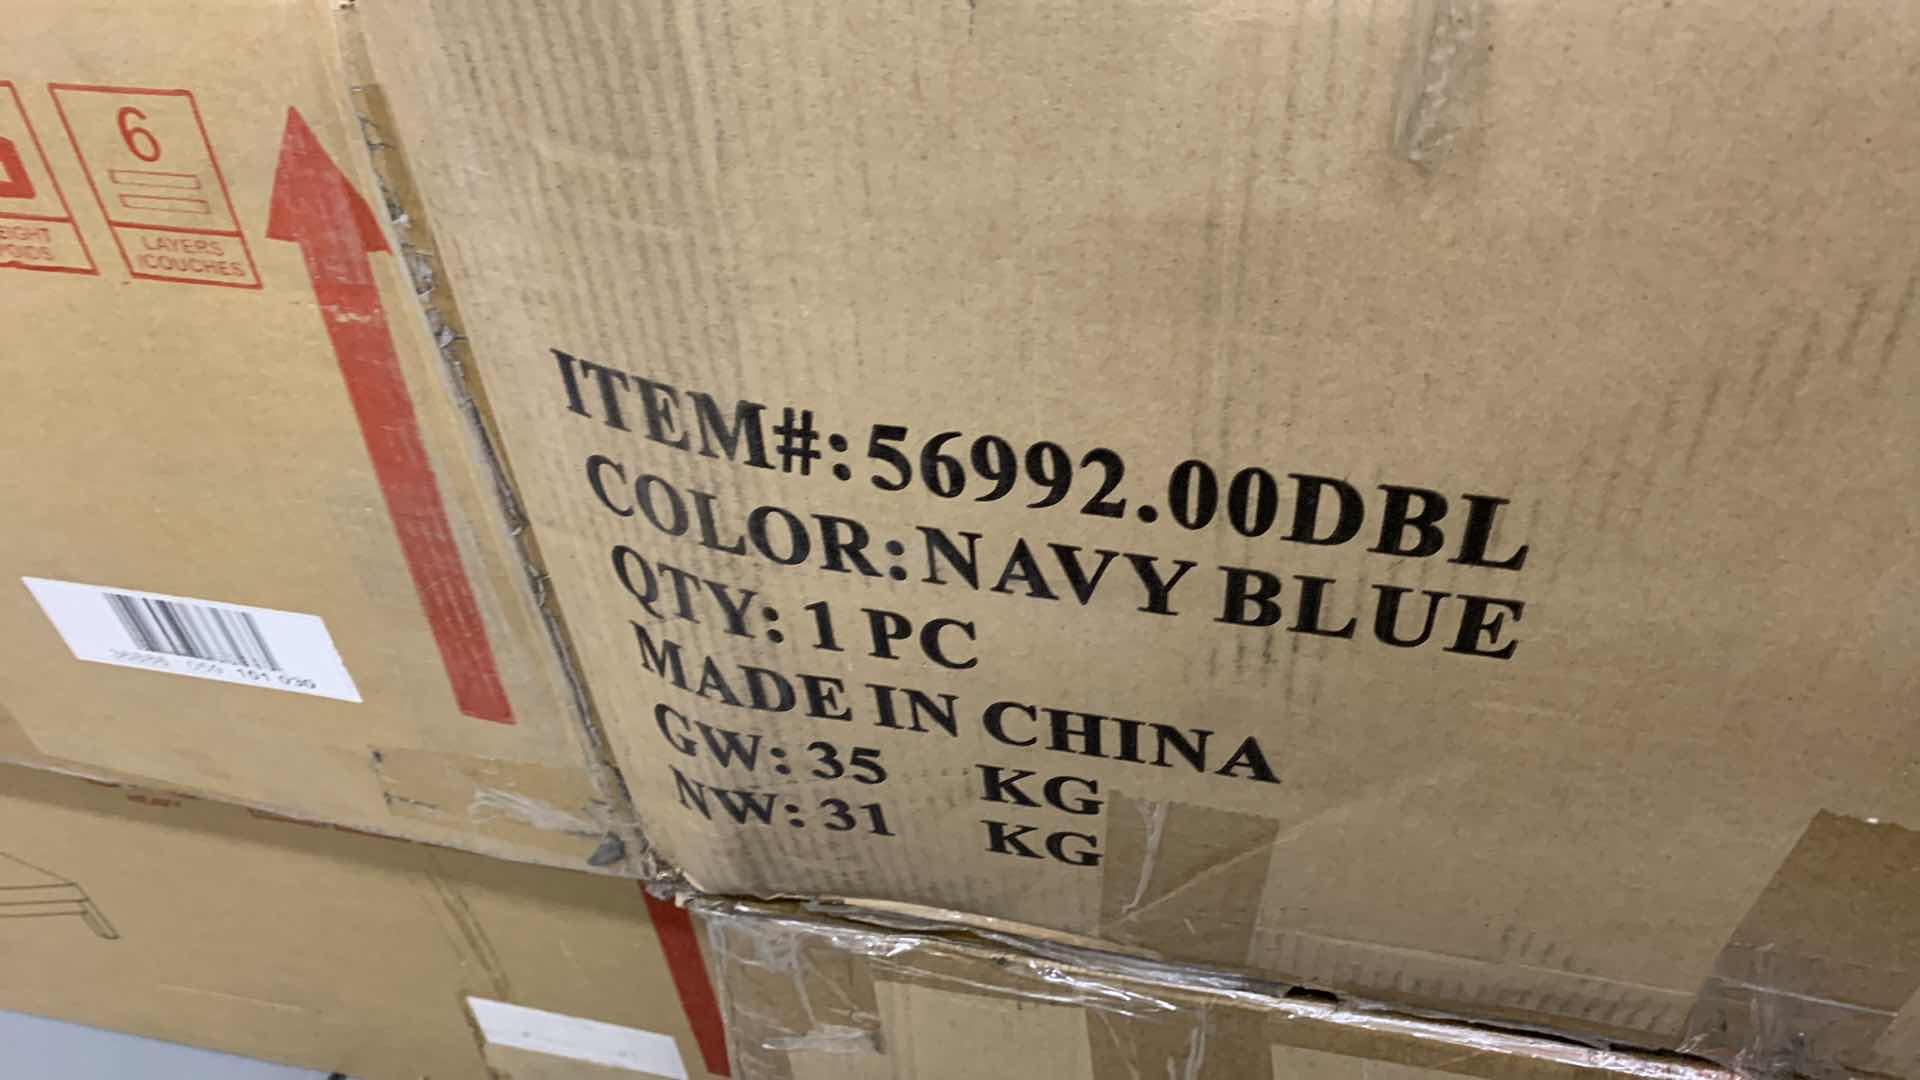 6
LAYERS
/COUCHES
ITEM#:56992.00DBL
COLOR:NAVY BLUE
QTY: 1 PC
MADE IN CHINA
GW: 35 KG
NW: 31 KG